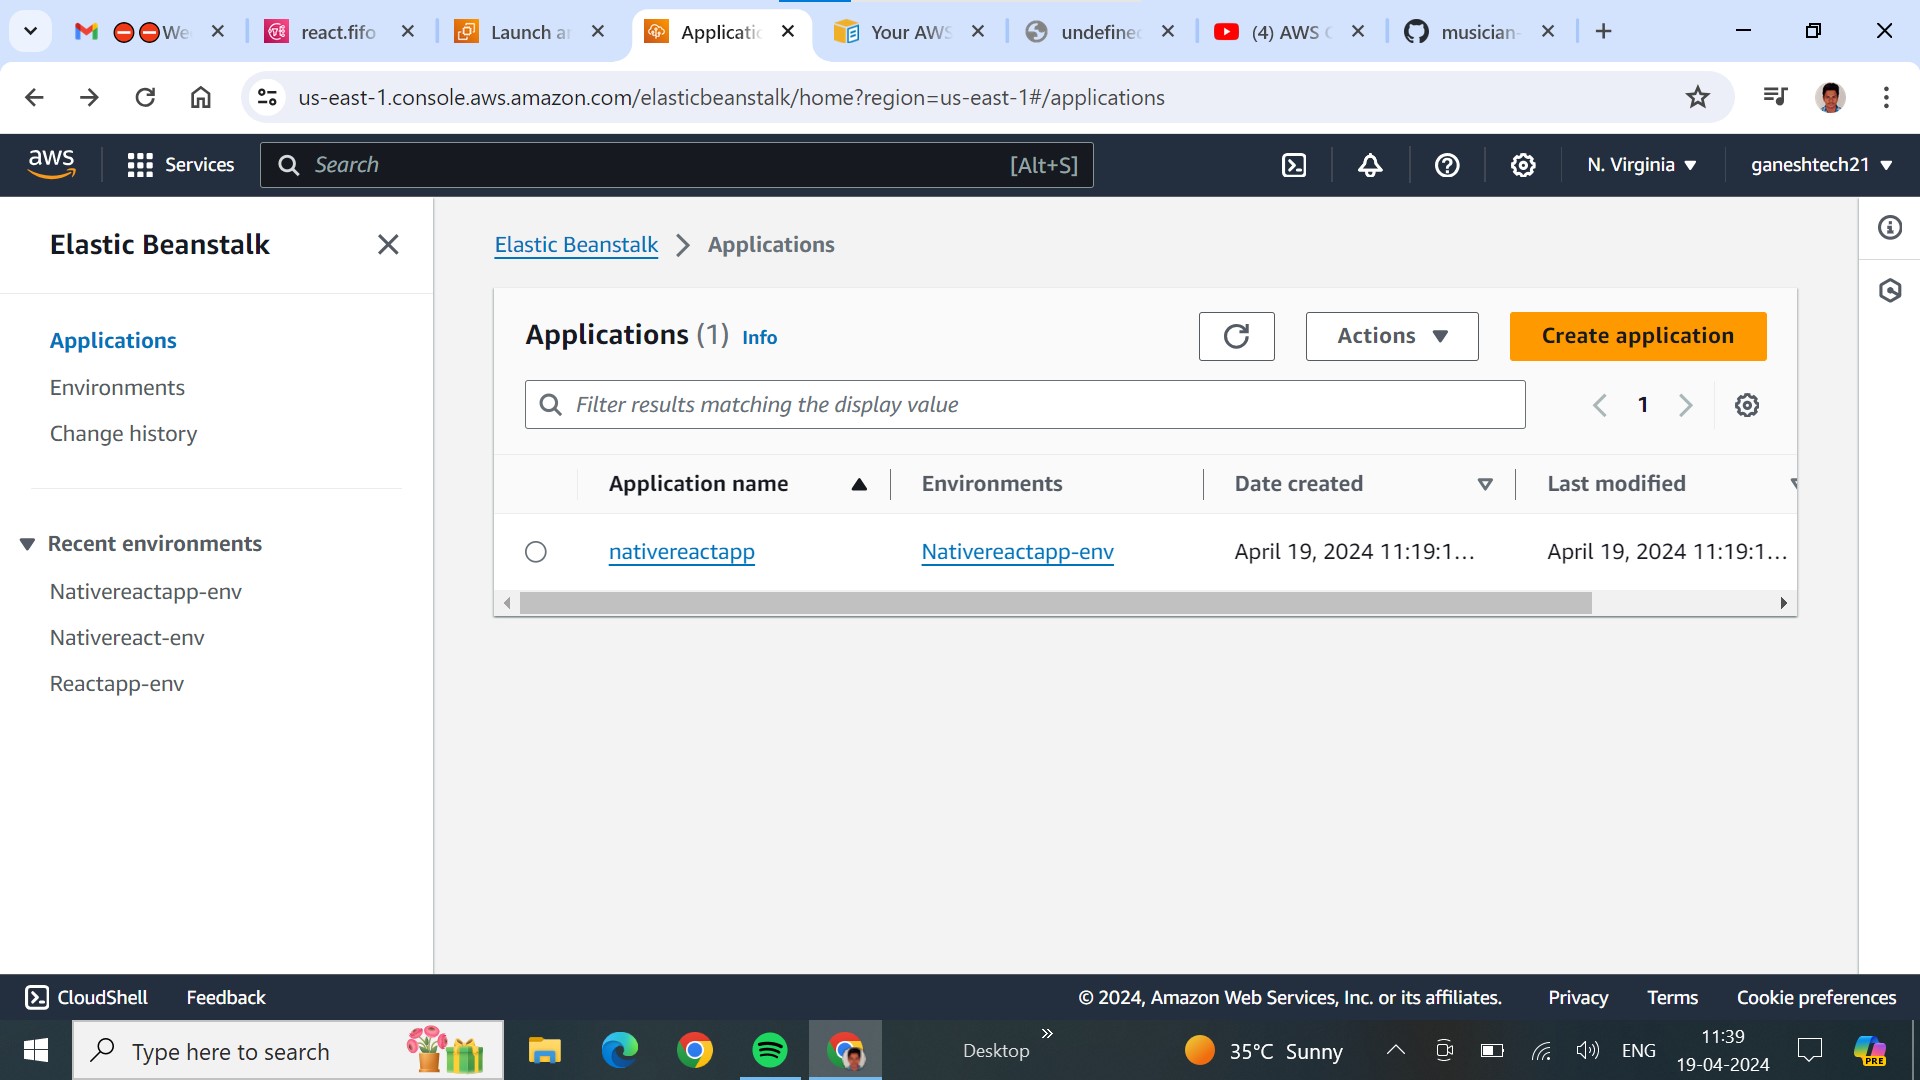 We
react.fifo
Launch a
Applicatio
Your AWS
undefined
(4) AWS C
musician-
us-east-1.console.aws.amazon.com/elasticbeanstalk/home?region=us-east-1#/applications
aws
Services
Search
[Alt+S]
N. Virginia
ganeshtech21
Elastic Beanstalk
Applications
Environments
Change history
Recent environments
Nativereactapp-env
Nativereact-env
Reactapp-env
Elastic Beanstalk
Applications
Applications (1) Info
Actions
Create application
Filter results matching the display value
1
Application name
Environments
Date created
Last modified
nativereactapp
Nativereactapp-env
April 19, 2024 11:19:1...
April 19, 2024 11:19:1...
CloudShell
Feedback
© 2024, Amazon Web Services, Inc. or its affiliates.
Privacy
Terms
Cookie preferences
Type here to search
Desktop
»
35°C Sunny
ENG
11:39
19-04-2024
PRE